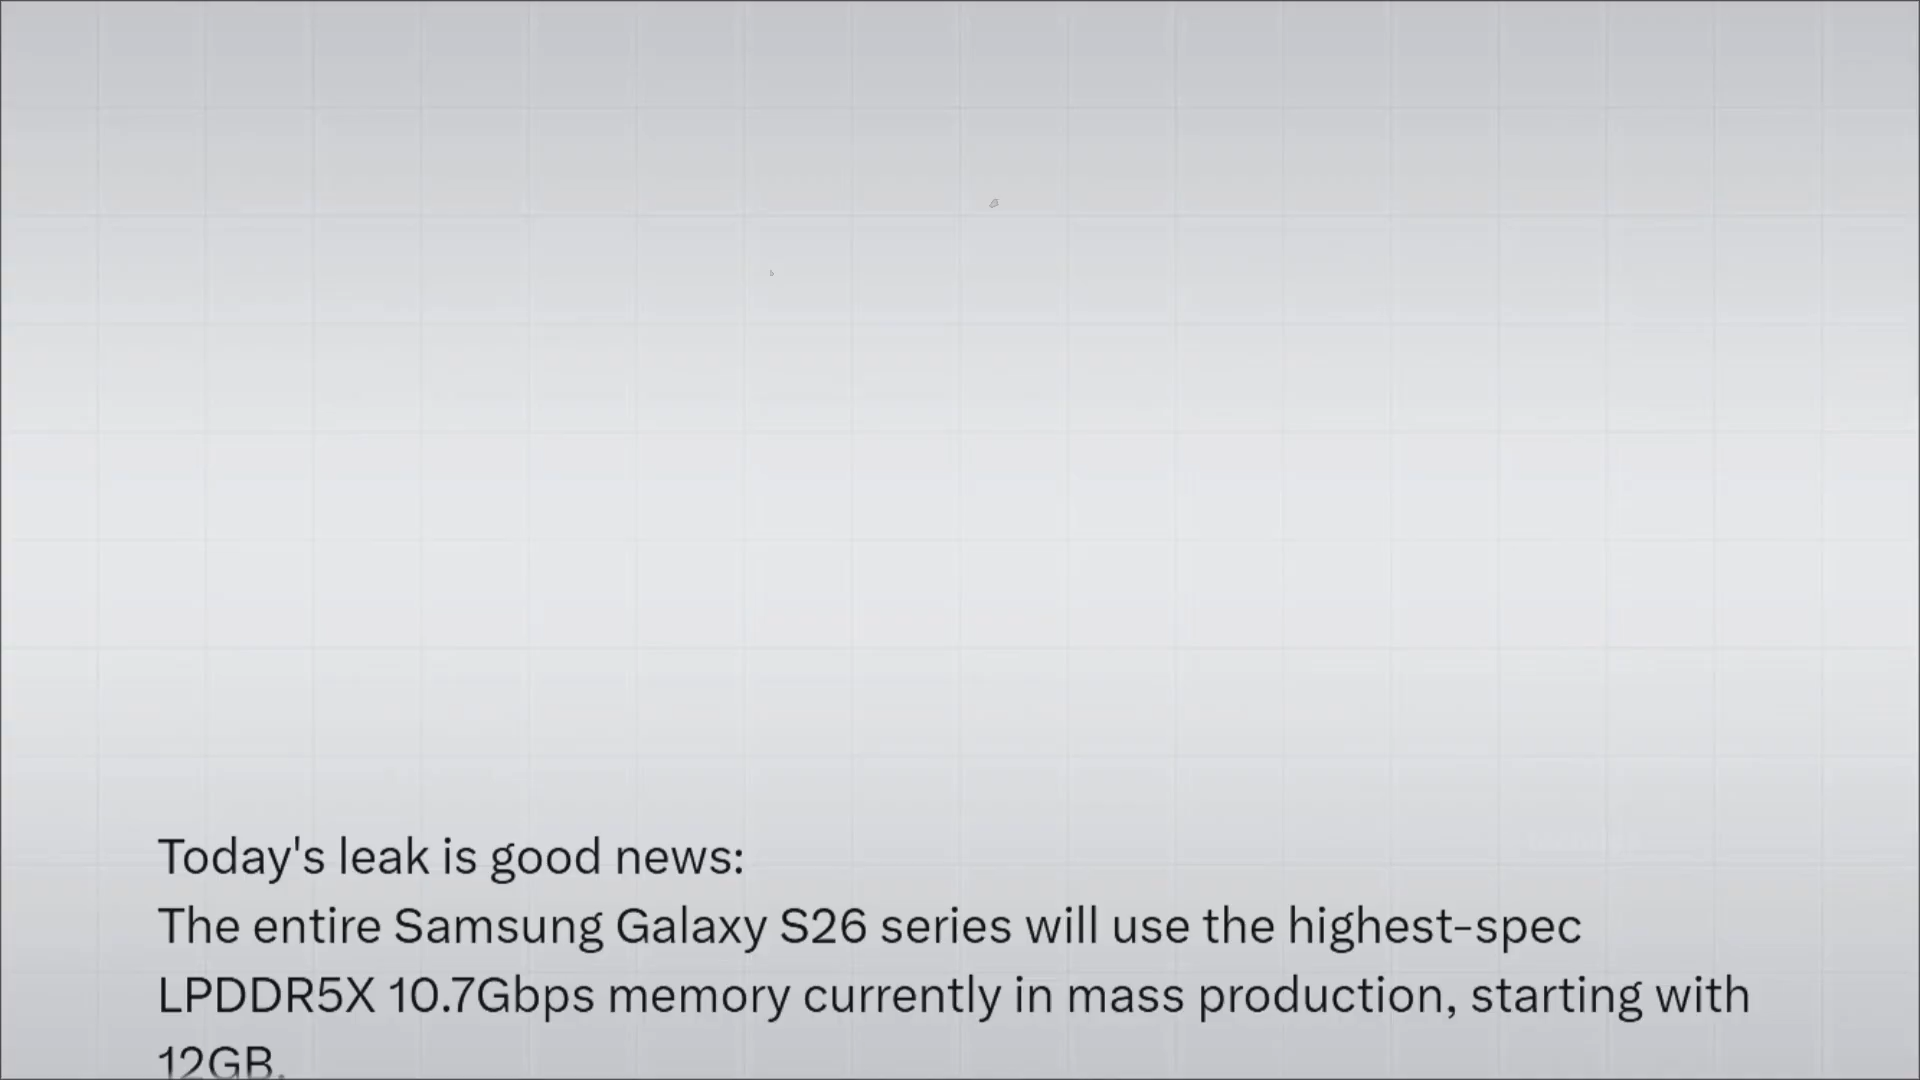 Today's leak is good news:
The entire Samsung Galaxy S26 series will use the highest-spec
LPDDR5X 10.7Gbps memory currently in mass production, starting with
12GB.